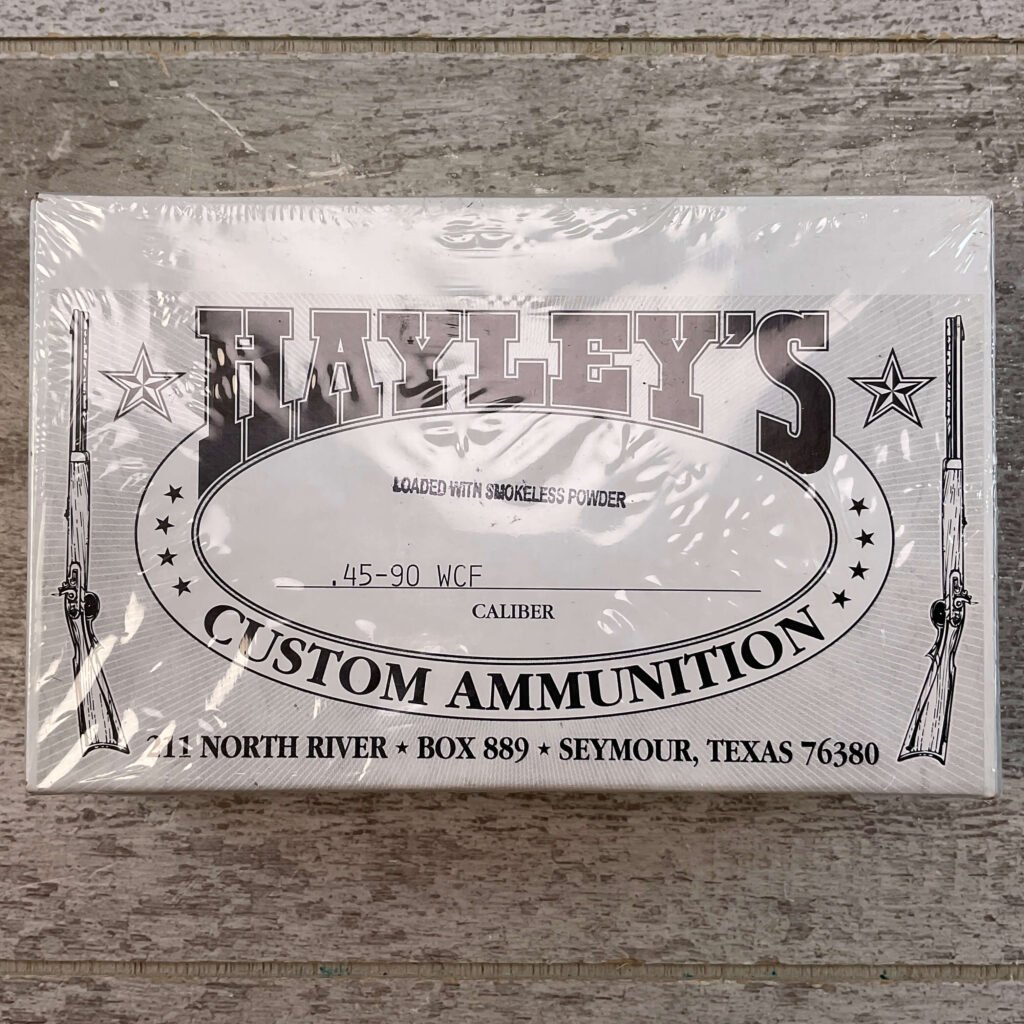 HAYLEY'S
LOADED WITH SMOKELESS POWDER
.45-90 WCF
CALIBER
CUSTOM AMMUNITION
211 NORTH RIVER ★ BOX 889 ★ SEYMOUR, TEXAS 76380